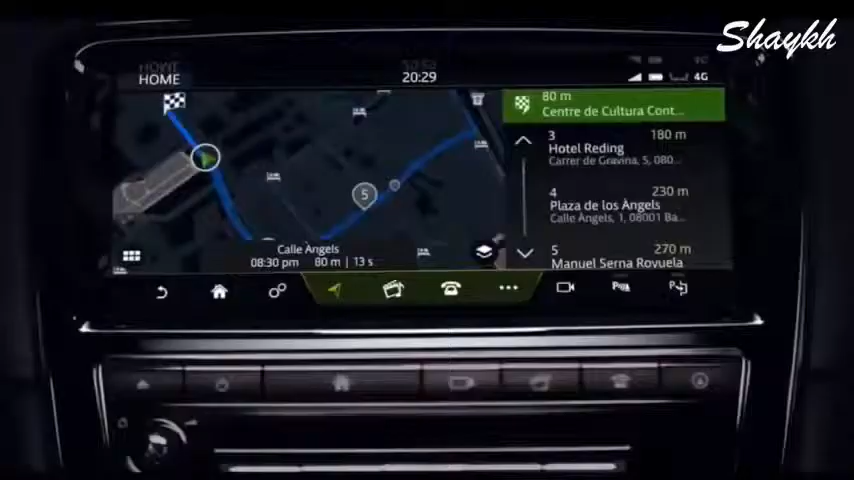 Shaykh
HOME
20:29
4G
80 m
Centre de Cultura Cont...
3 180 m
Hotel Reding
Carrer de Gravina, 5, 080...
4 230 m
Plaza de los Àngels
Calle Àngels, 1, 08001 Ba...
5 270 m
Manuel Serna Rovuela
5
Calle Àngels
08:30 pm 80 m | 13 s